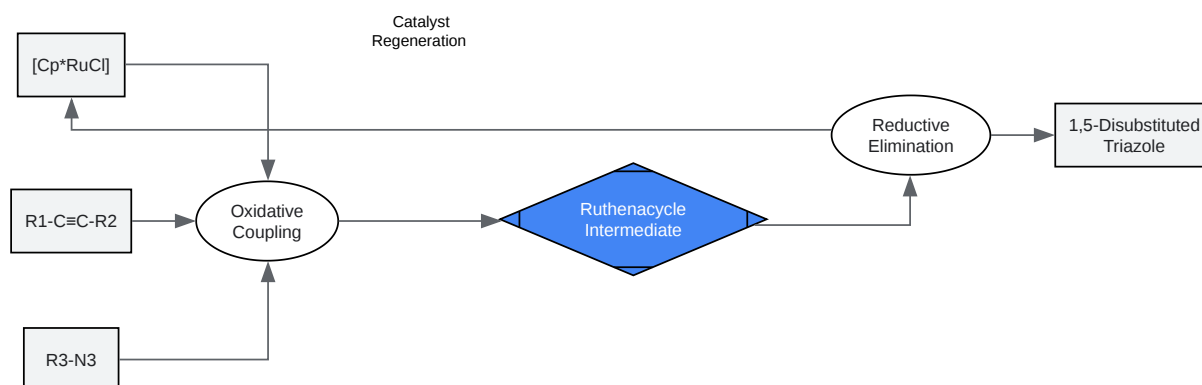 Catalyst
Regeneration
[Cp*RuCl]
Reductive
Elimination
1,5-Disubstituted
Triazole
R1-C≡C-R2
Oxidative
Coupling
Ruthenacycle
Intermediate
R3-N3